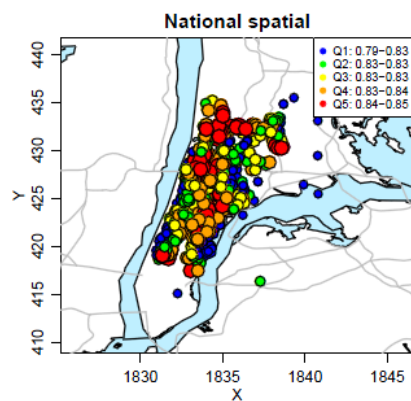 National spatial
Q1: 0.79-0.83
Q2: 0.83-0.83
Q3: 0.83-0.83
Q4: 0.83-0.84
Q5: 0.84-0.85
440
435
430
425
420
415
410
Y
1830
1835
1840
1845
X